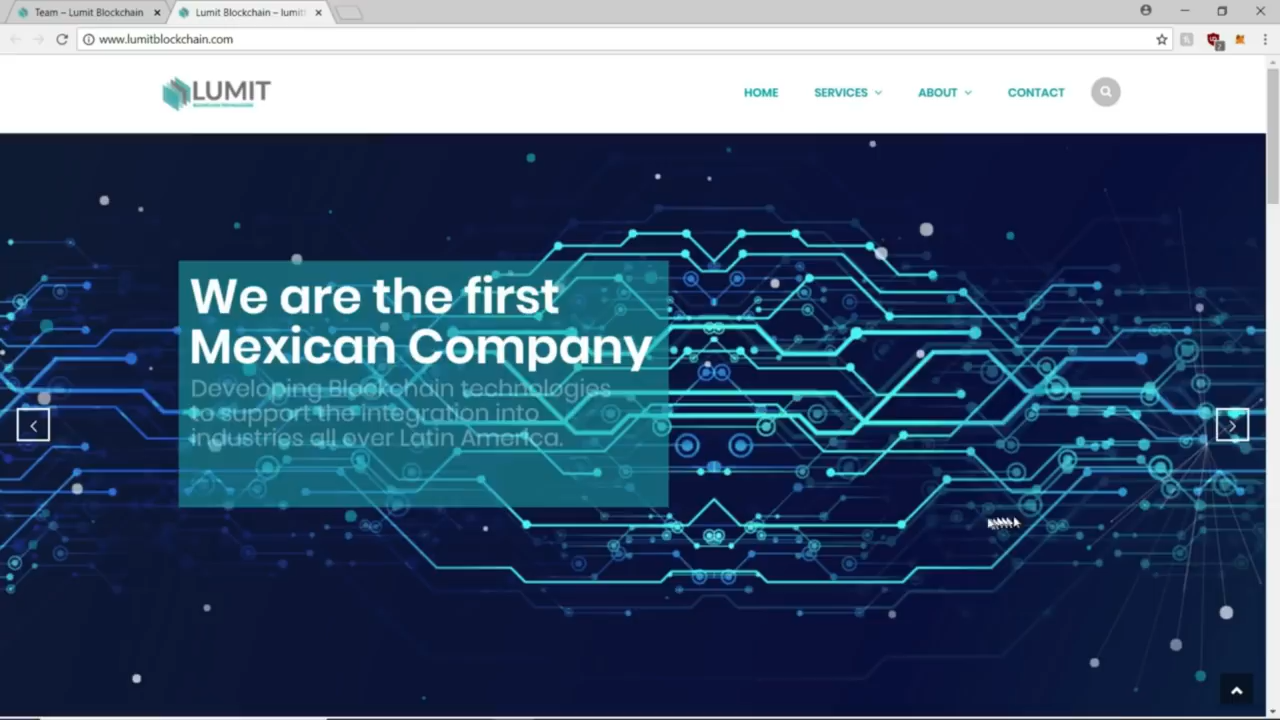 Team – Lumit Blockchain
Lumit Blockchain – lumit
www.lumitblockchain.com
LUMIT
HOME
SERVICES
ABOUT
CONTACT
We are the first
Mexican Company
Developing Blockchain technologies
to support the integration into
industries all over Latin America.